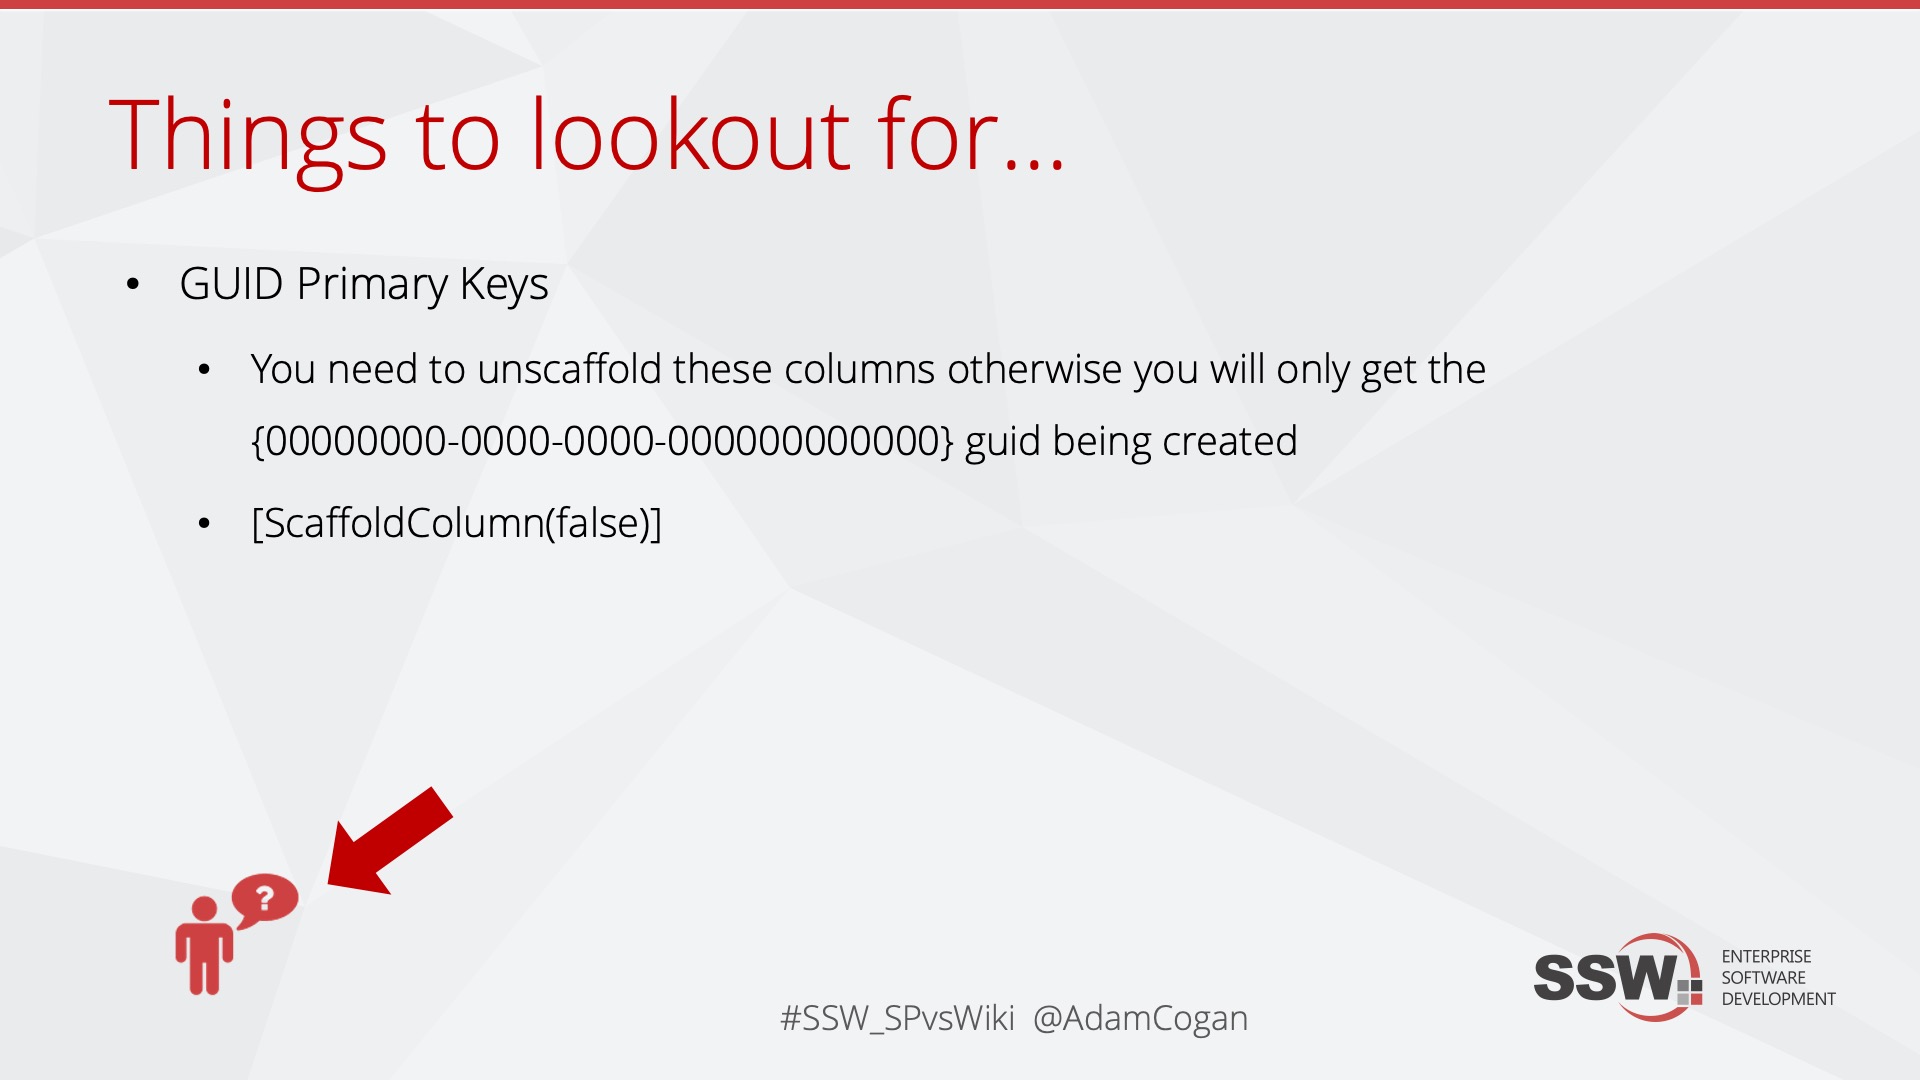 Things to lookout for...
• GUID Primary Keys
• You need to unscaffold these columns otherwise you will only get the
{00000000-0000-0000-000000000000} guid being created
• [ScaffoldColumn(false)]
?
#SSW_SPvsWiki @AdamCogan
SSW
ENTERPRISE
SOFTWARE
DEVELOPMENT